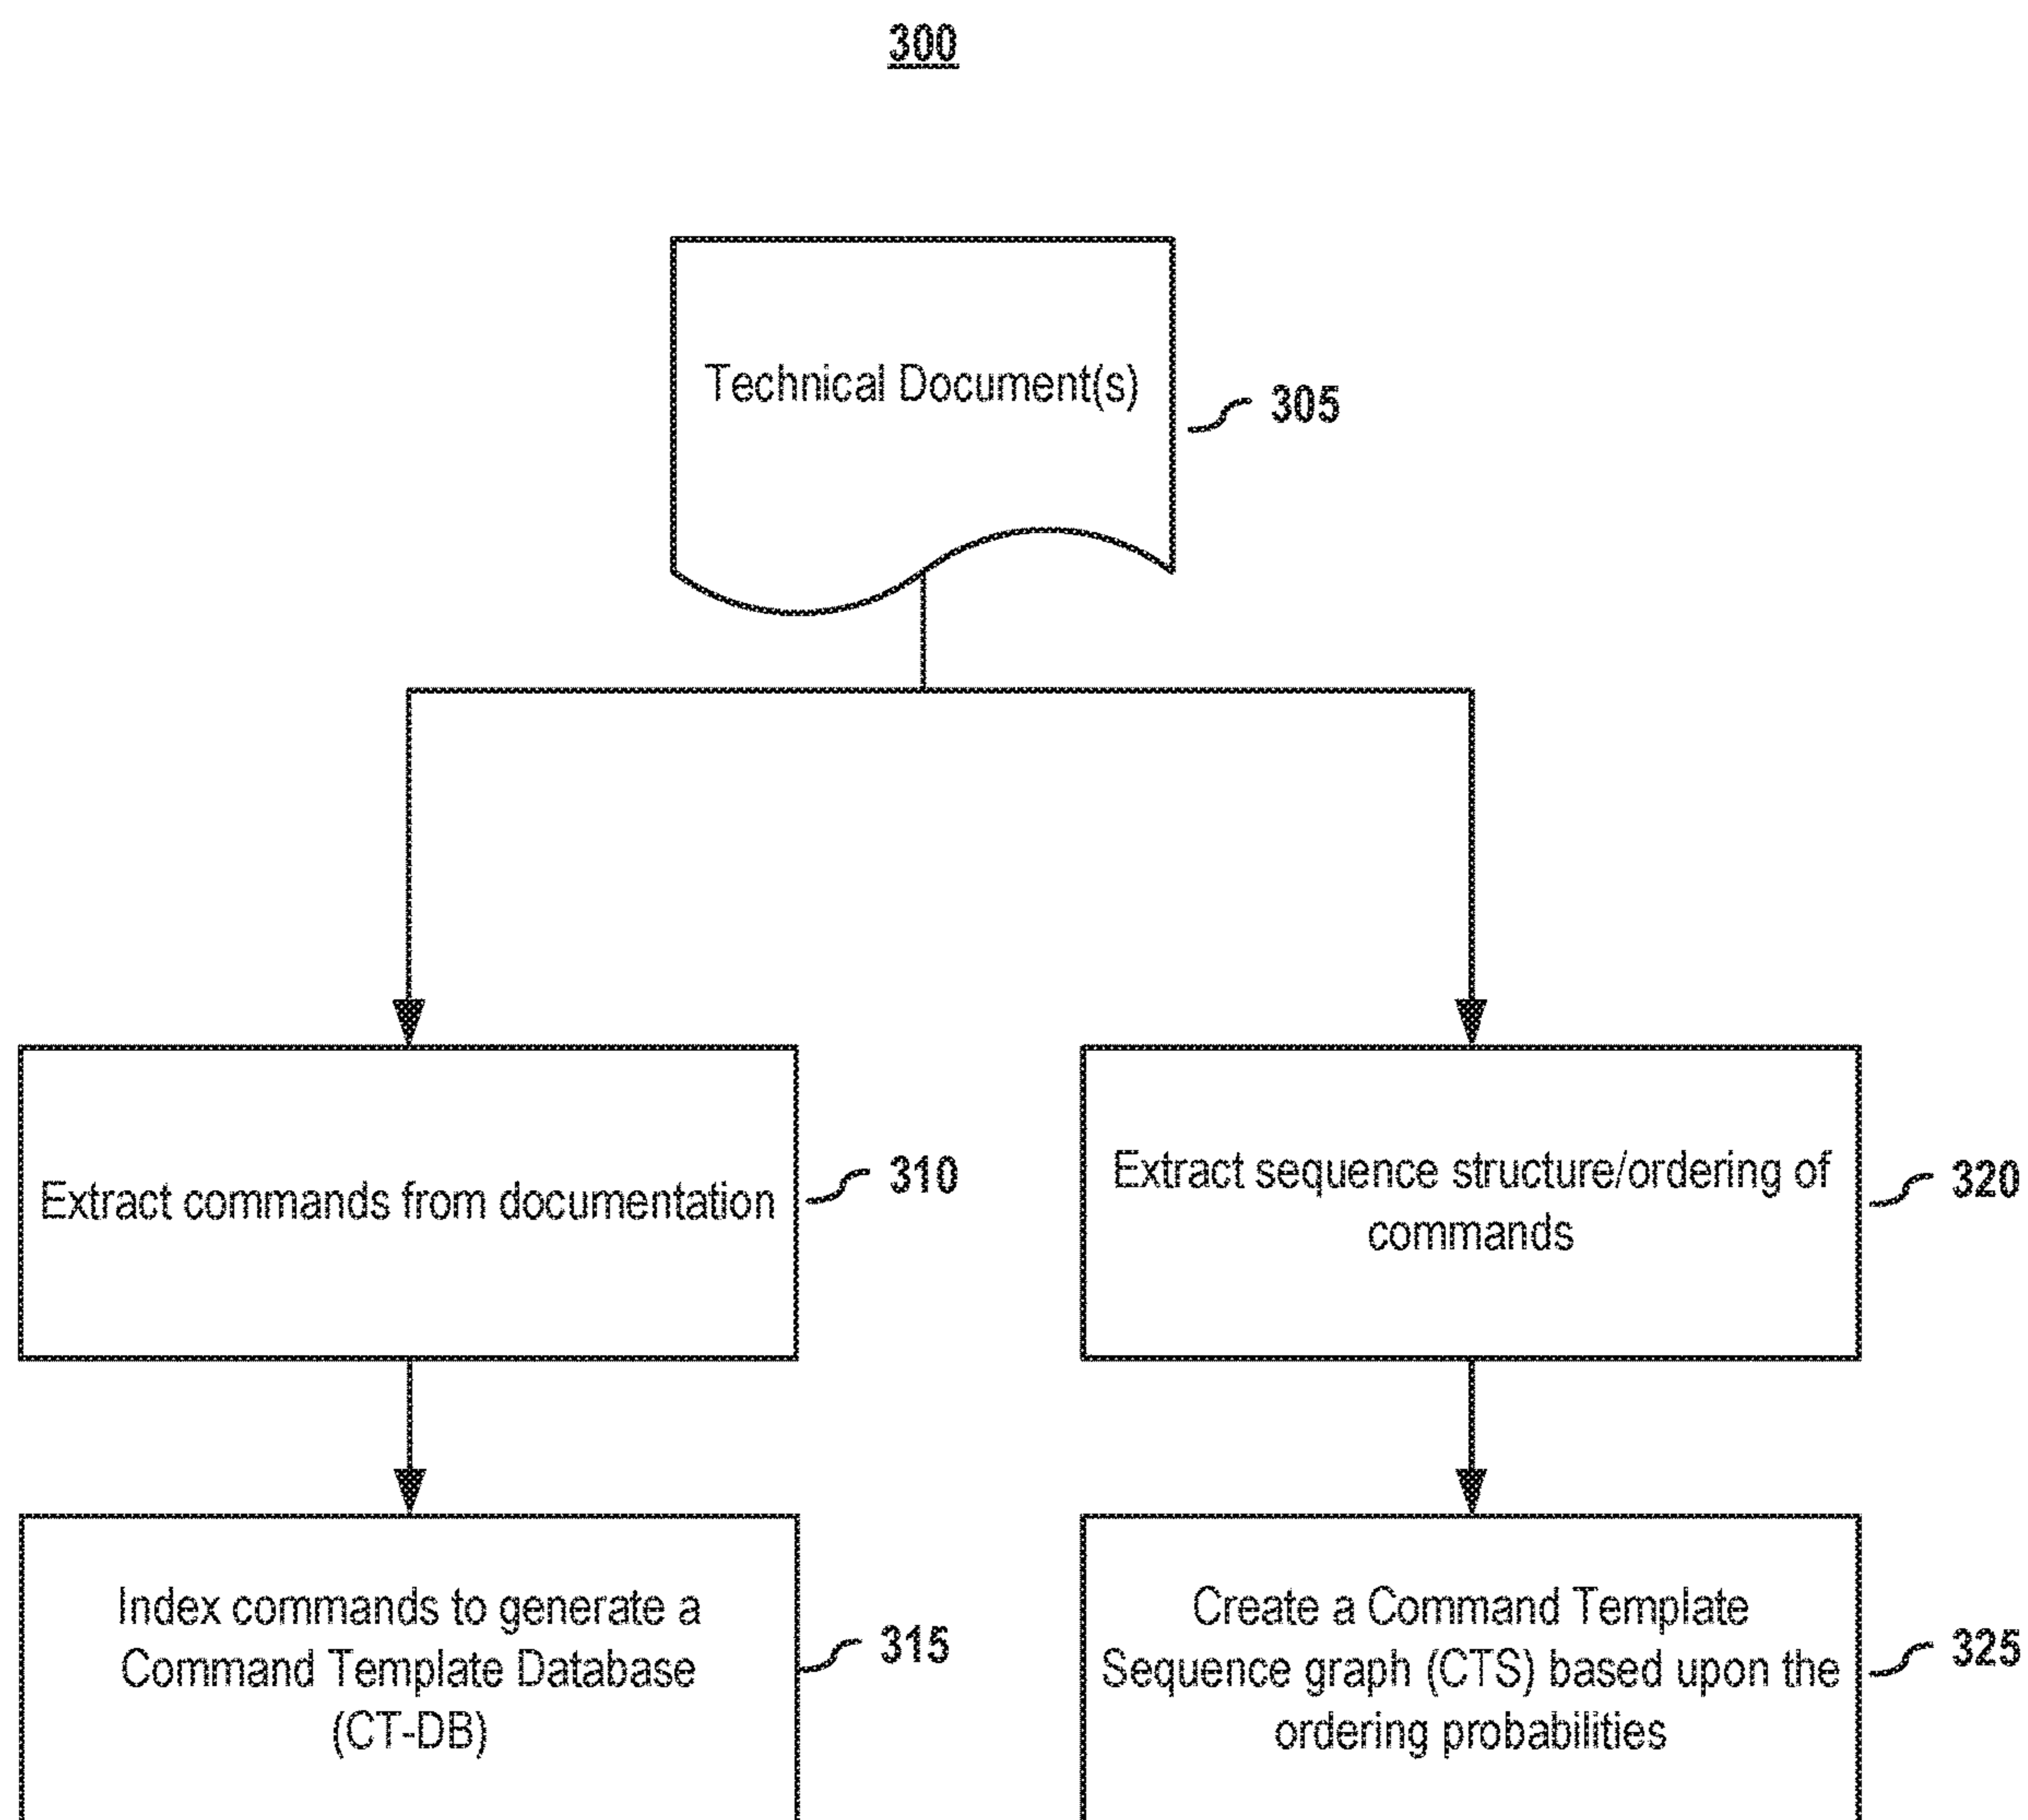 300
Technical Document(s)
305
Extract commands from documentation
310
Extract sequence structure/ordering of
commands
320
Index commands to generate a
Command Template Database
(CT-DB)
315
Create a Command Template
Sequence graph (CTS) based upon the
ordering probabilities
325